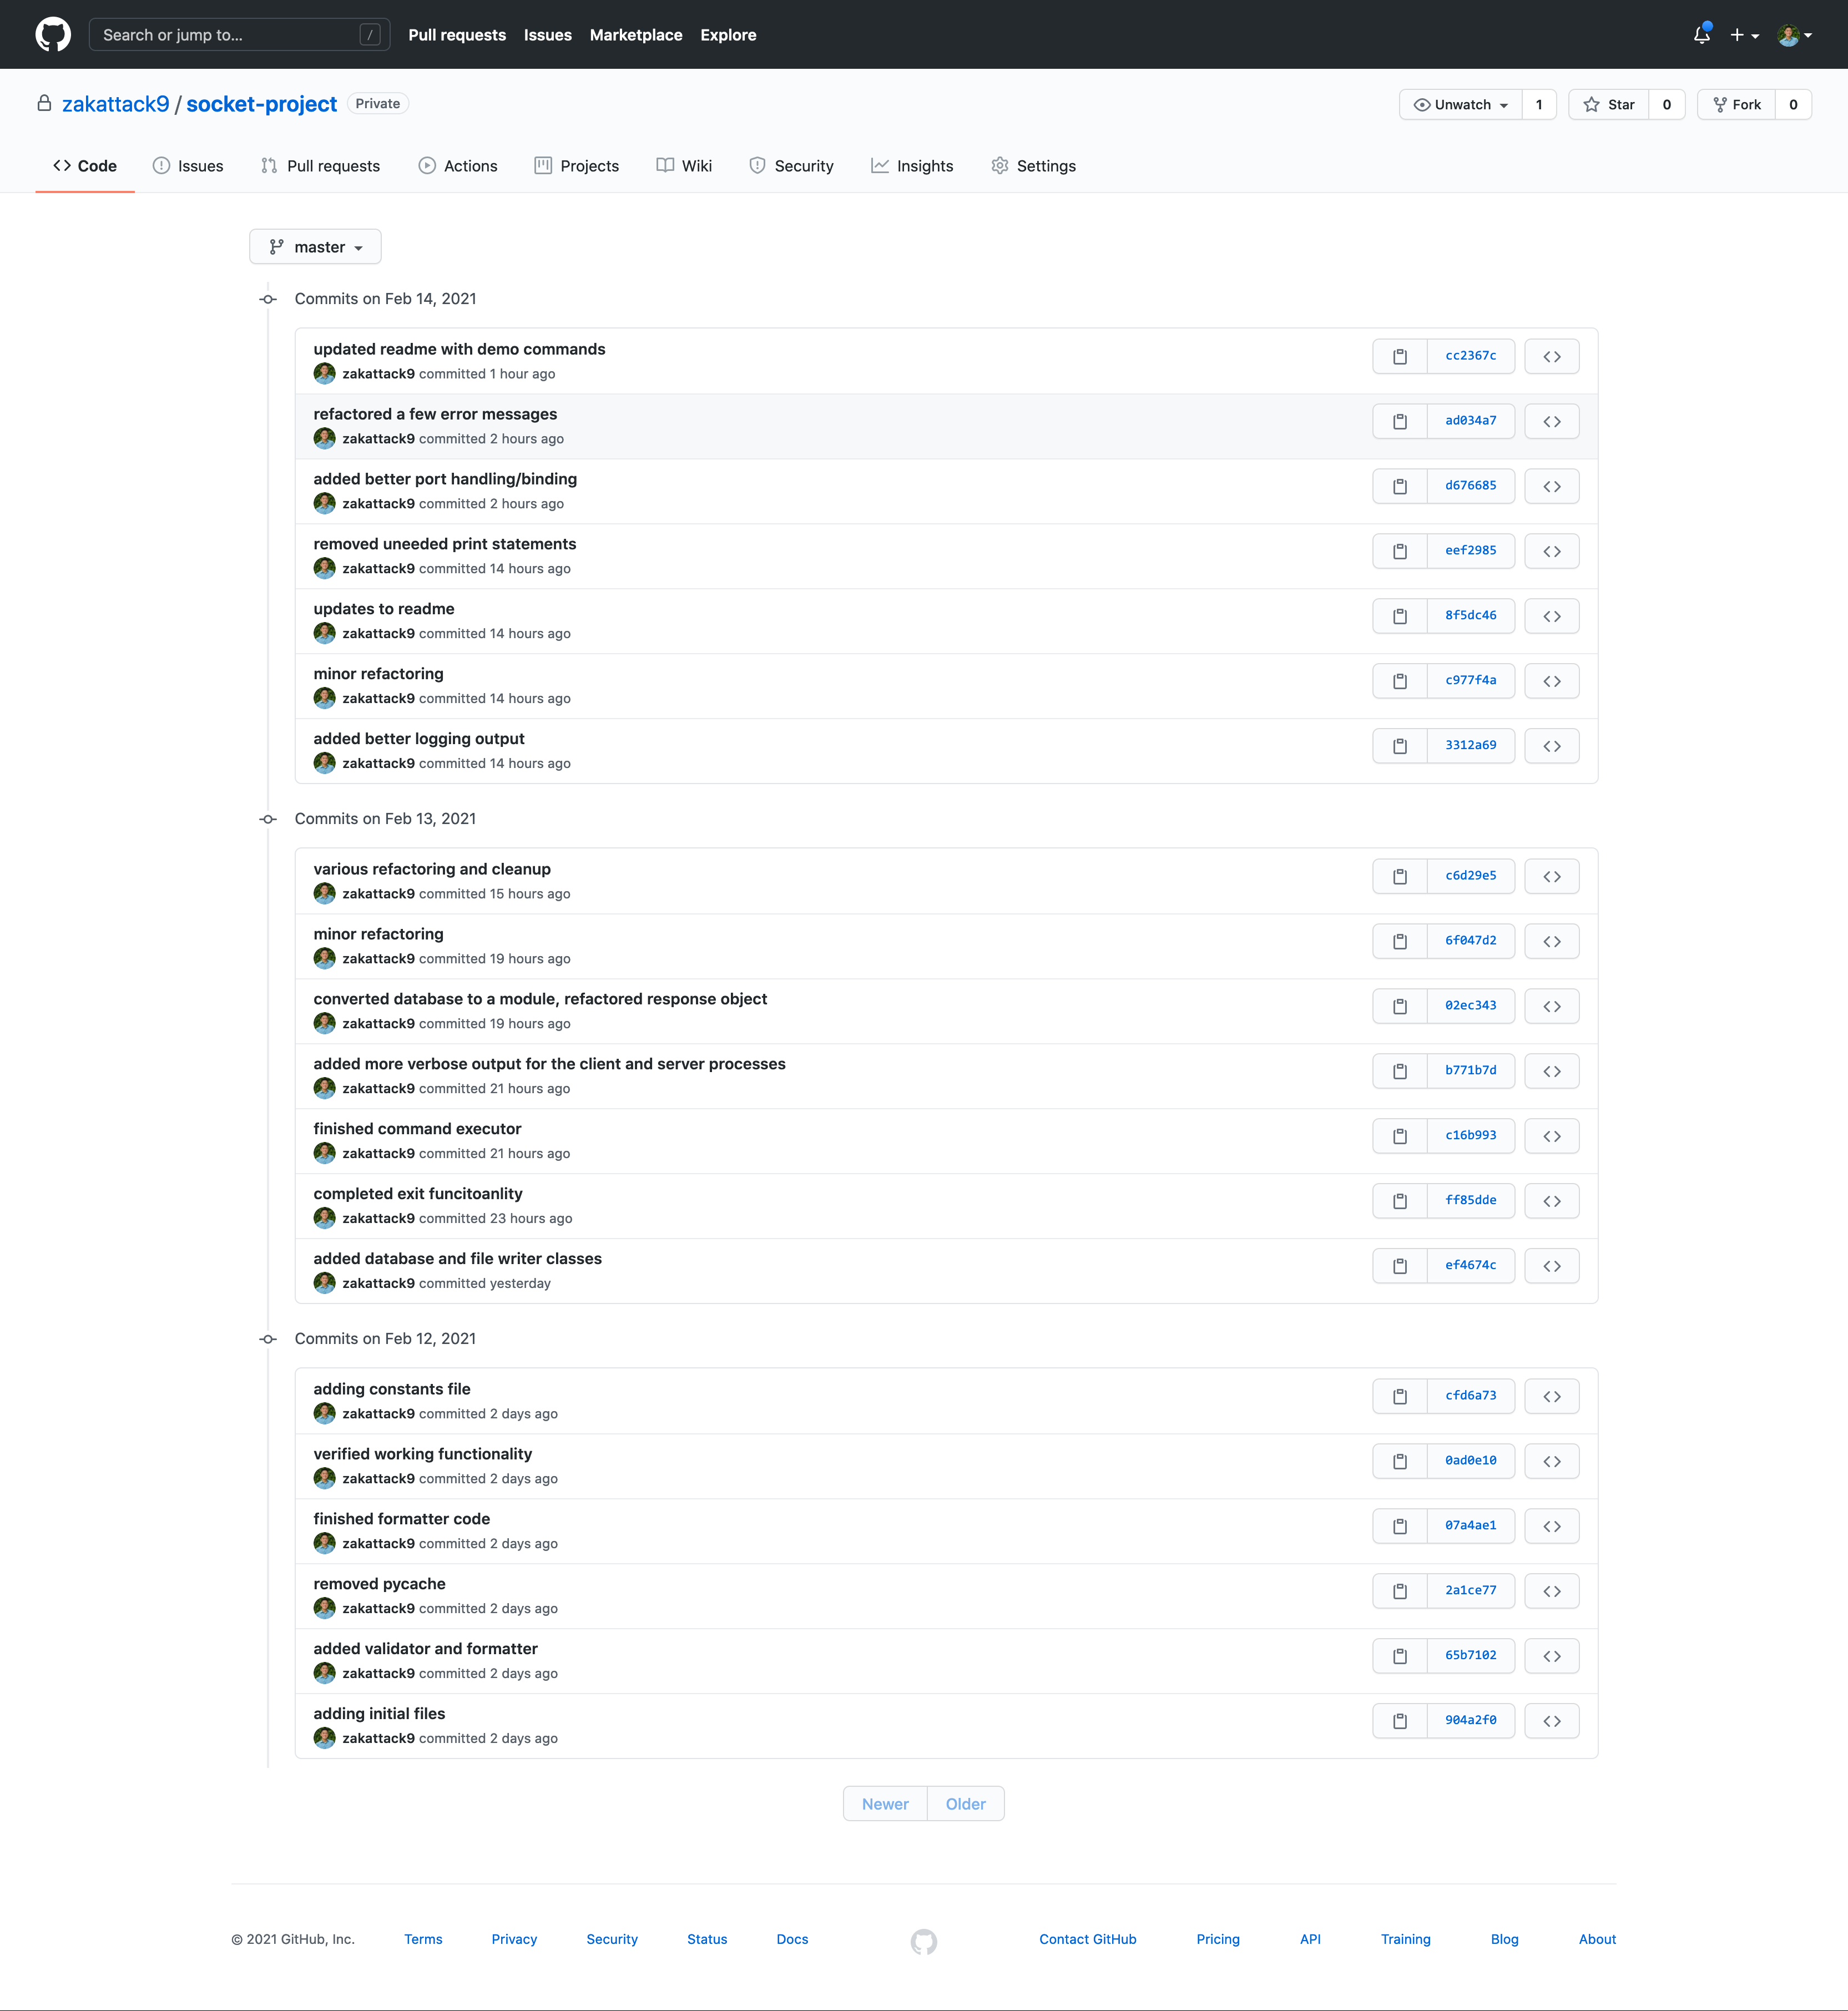 Search or jump to... /
Pull requests Issues Marketplace Explore
zakattack9 / socket-project Private
Unwatch 1 Star 0 Fork 0
Code Issues Pull requests Actions Projects Wiki Security Insights Settings
master
Commits on Feb 14, 2021
updated readme with demo commands
zakattack9 committed 1 hour ago
cc2367c
refactored a few error messages
zakattack9 committed 2 hours ago
ad034a7
added better port handling/binding
zakattack9 committed 2 hours ago
d676685
removed uneeded print statements
zakattack9 committed 14 hours ago
eef2985
updates to readme
zakattack9 committed 14 hours ago
8f5dc46
minor refactoring
zakattack9 committed 14 hours ago
c977f4a
added better logging output
zakattack9 committed 14 hours ago
3312a69
Commits on Feb 13, 2021
various refactoring and cleanup
zakattack9 committed 15 hours ago
c6d29e5
minor refactoring
zakattack9 committed 19 hours ago
6f047d2
converted database to a module, refactored response object
zakattack9 committed 19 hours ago
02ec343
added more verbose output for the client and server processes
zakattack9 committed 21 hours ago
b771b7d
finished command executor
zakattack9 committed 21 hours ago
c16b993
completed exit funcitoanlity
zakattack9 committed 23 hours ago
ff85dde
added database and file writer classes
zakattack9 committed yesterday
ef4674c
Commits on Feb 12, 2021
adding constants file
zakattack9 committed 2 days ago
cfd6a73
verified working functionality
zakattack9 committed 2 days ago
0ad0e10
finished formatter code
zakattack9 committed 2 days ago
07a4ae1
removed pycache
zakattack9 committed 2 days ago
2a1ce77
added validator and formatter
zakattack9 committed 2 days ago
65b7102
adding initial files
zakattack9 committed 2 days ago
904a2f0
Newer Older
© 2021 GitHub, Inc. Terms Privacy Security Status Docs Contact GitHub Pricing API Training Blog About